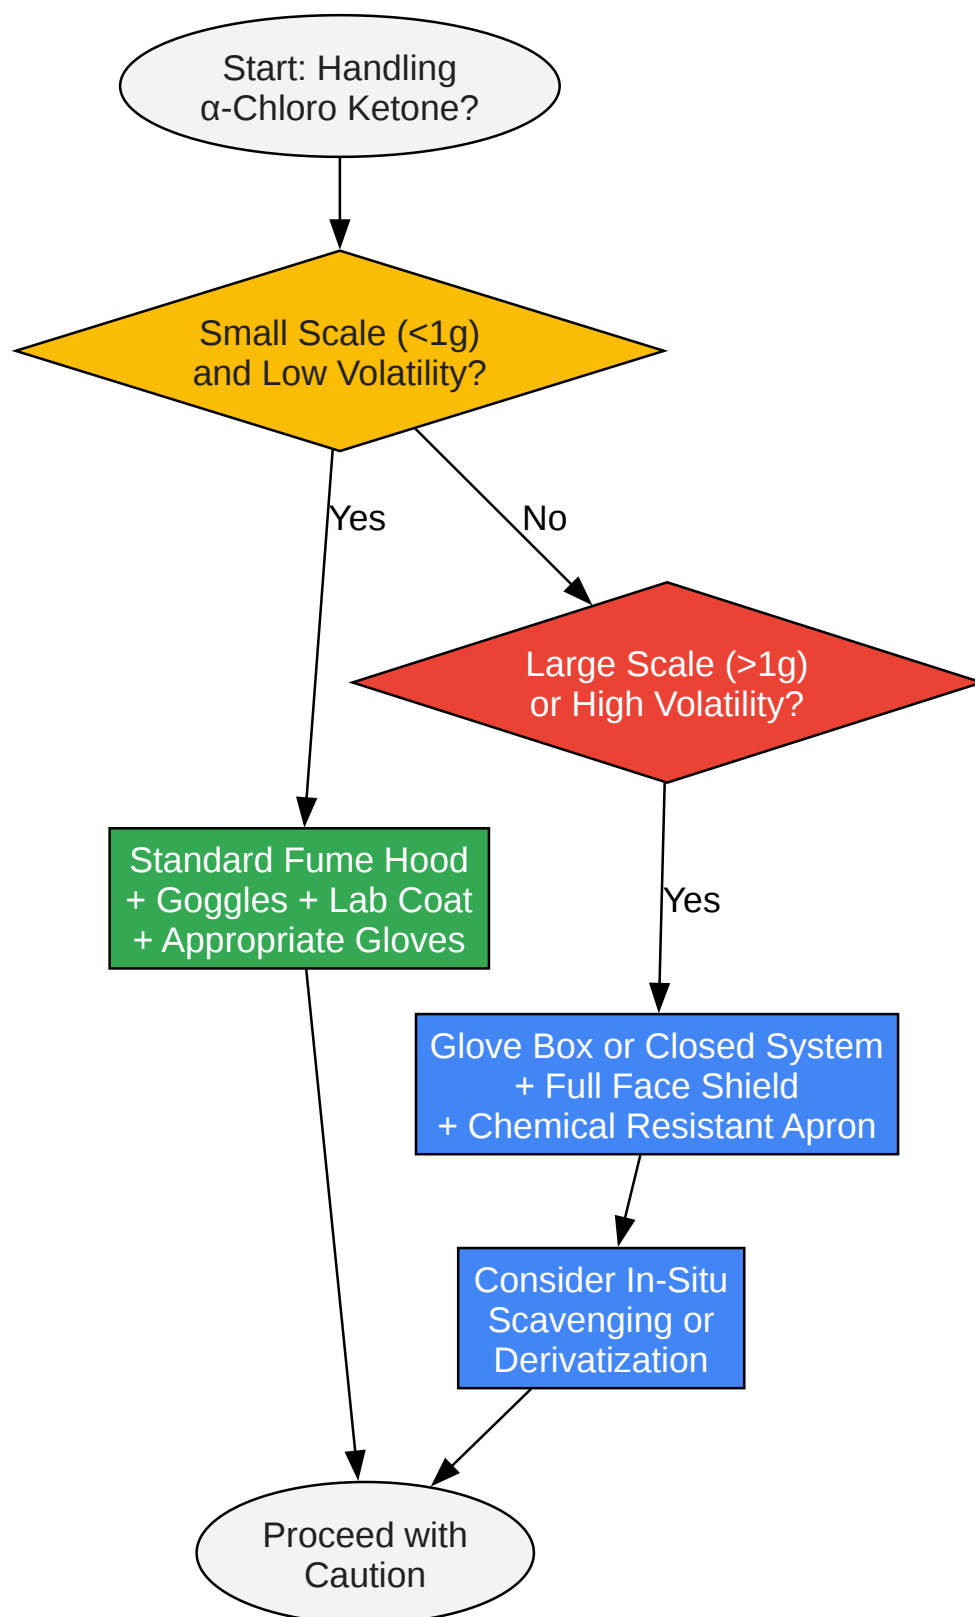 Start: Handling
α-Chloro Ketone?
Small Scale (<1g)
and Low Volatility?
Yes
No
Large Scale (>1g)
or High Volatility?
Standard Fume Hood
+ Goggles + Lab Coat
+ Appropriate Gloves
Yes
Glove Box or Closed System
+ Full Face Shield
+ Chemical Resistant Apron
Consider In-Situ
Scavenging or
Derivatization
Proceed with
Caution